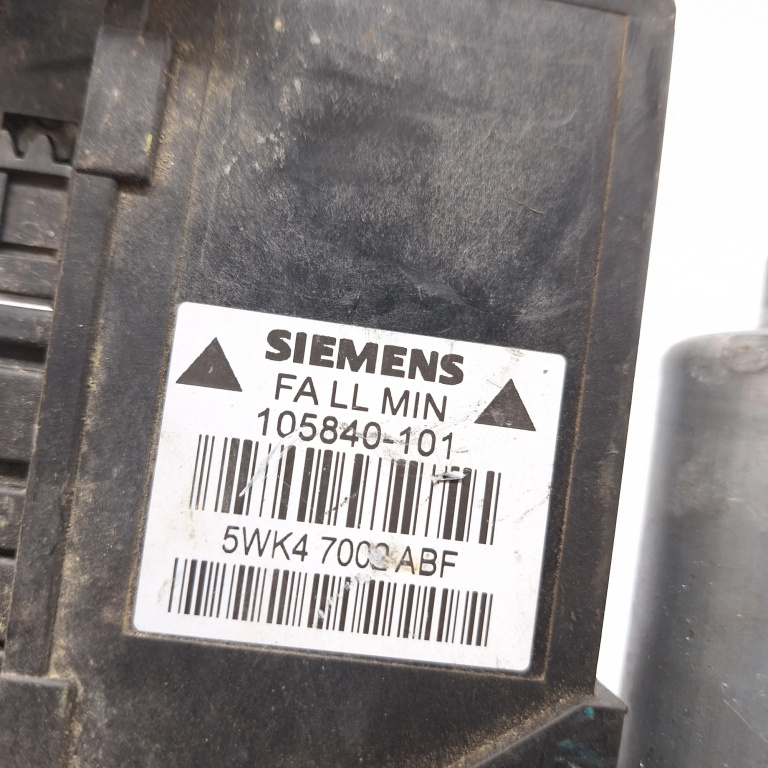 SIEMENS
FA LL MIN
105840-101
5WK4 ABF